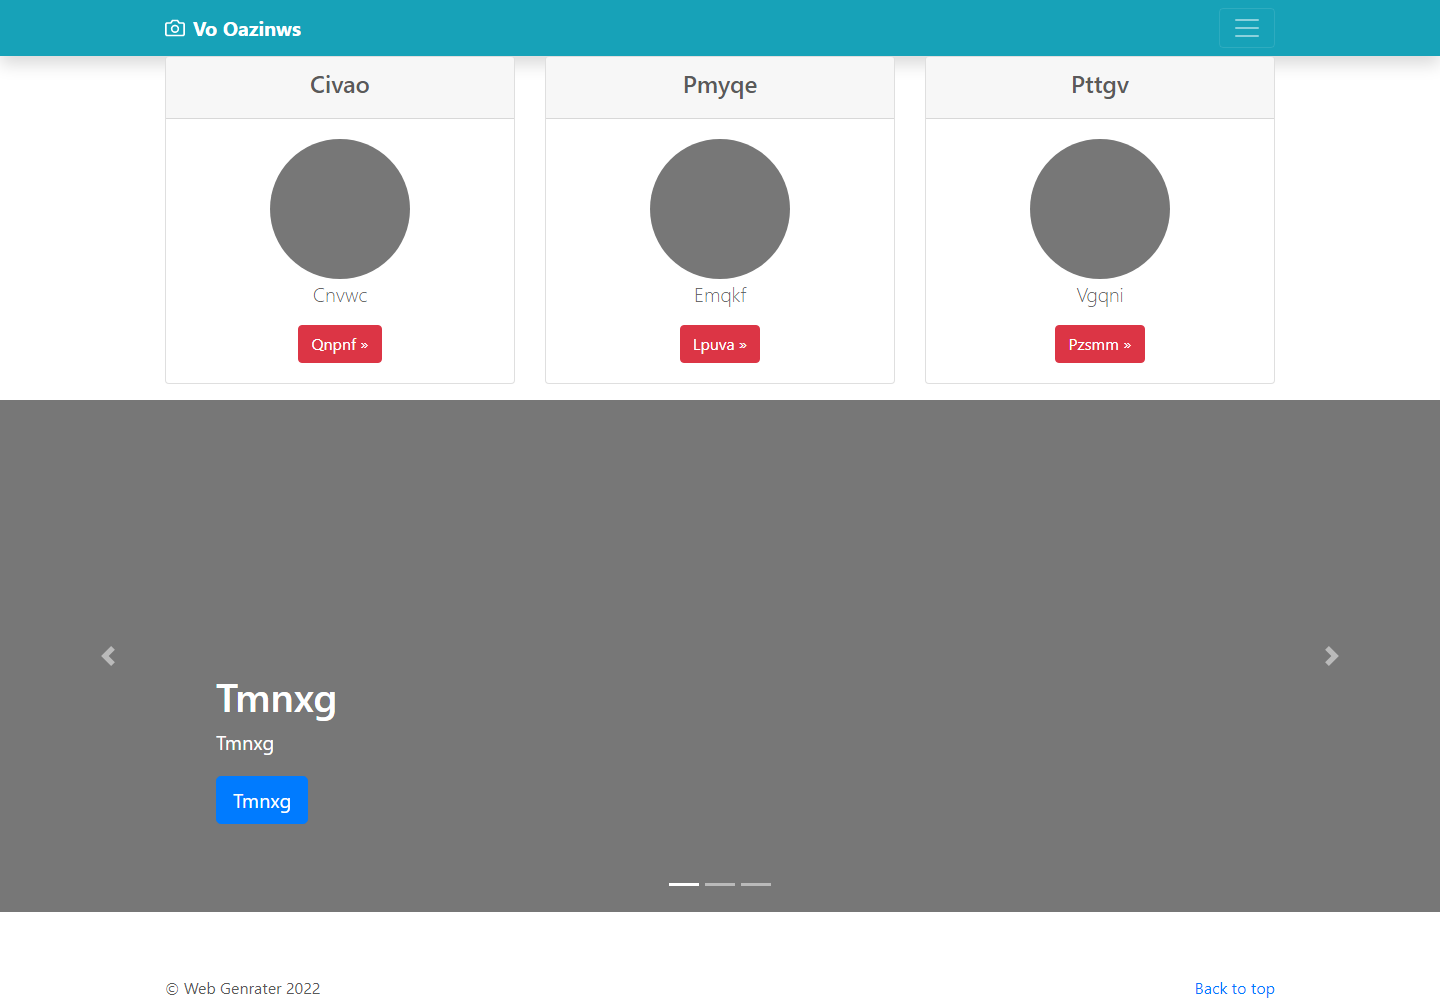 Vo Oazinws
Civao
Pmyqe
Pttgv
Cnvwc
Emqkf
Vgqni
Qnpnf »
Lpuva »
Pzsmm »
Tmnxg
Tmnxg
Tmnxg
© Web Genrater 2022
Back to top